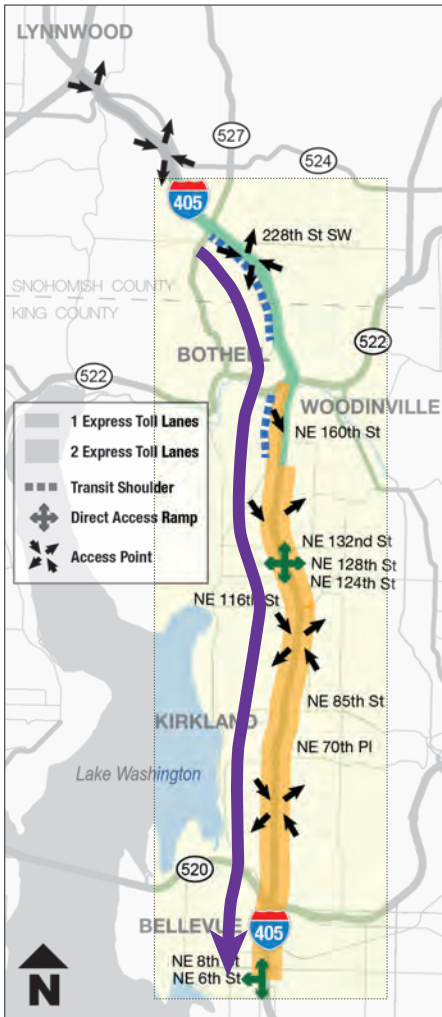 LYNNWOOD
527
524
405
228th St SW
SNOHOMISH COUNTY
KING COUNTY
BOTHELL
522
522
WOODINVILLE
1 Express Toll Lanes
2 Express Toll Lanes
Transit Shoulder
Direct Access Ramp
Access Point
NE 160th St
NE 132nd St
NE 128th St
NE 124th St
NE 116th St
NE 85th St
KIRKLAND
NE 70th Pl
Lake Washington
520
BELLEVUE
405
NE 8th St
NE 6th St
N